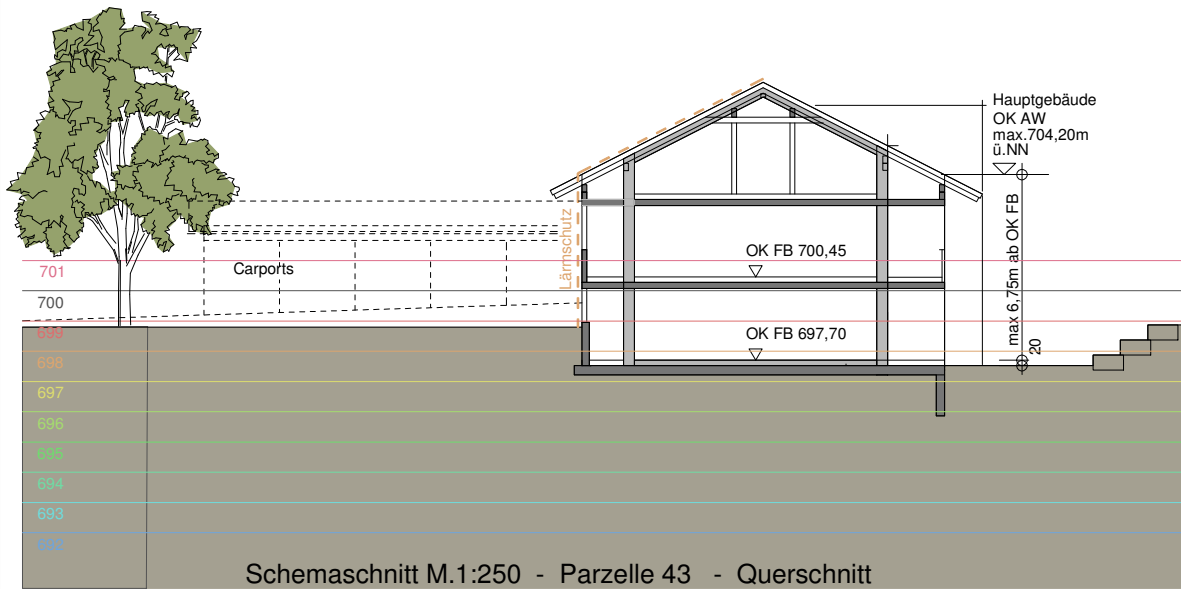 Hauptgebäude
OK AW
max.704,20m
ü.NN
Lärmschutz
OK FB 700,45
max 6,75m ab OK FB
701
Carports
700
699
OK FB 697,70
20
698
697
696
695
694
693
692
Schemaschnitt M.1:250 - Parzelle 43 - Querschnitt